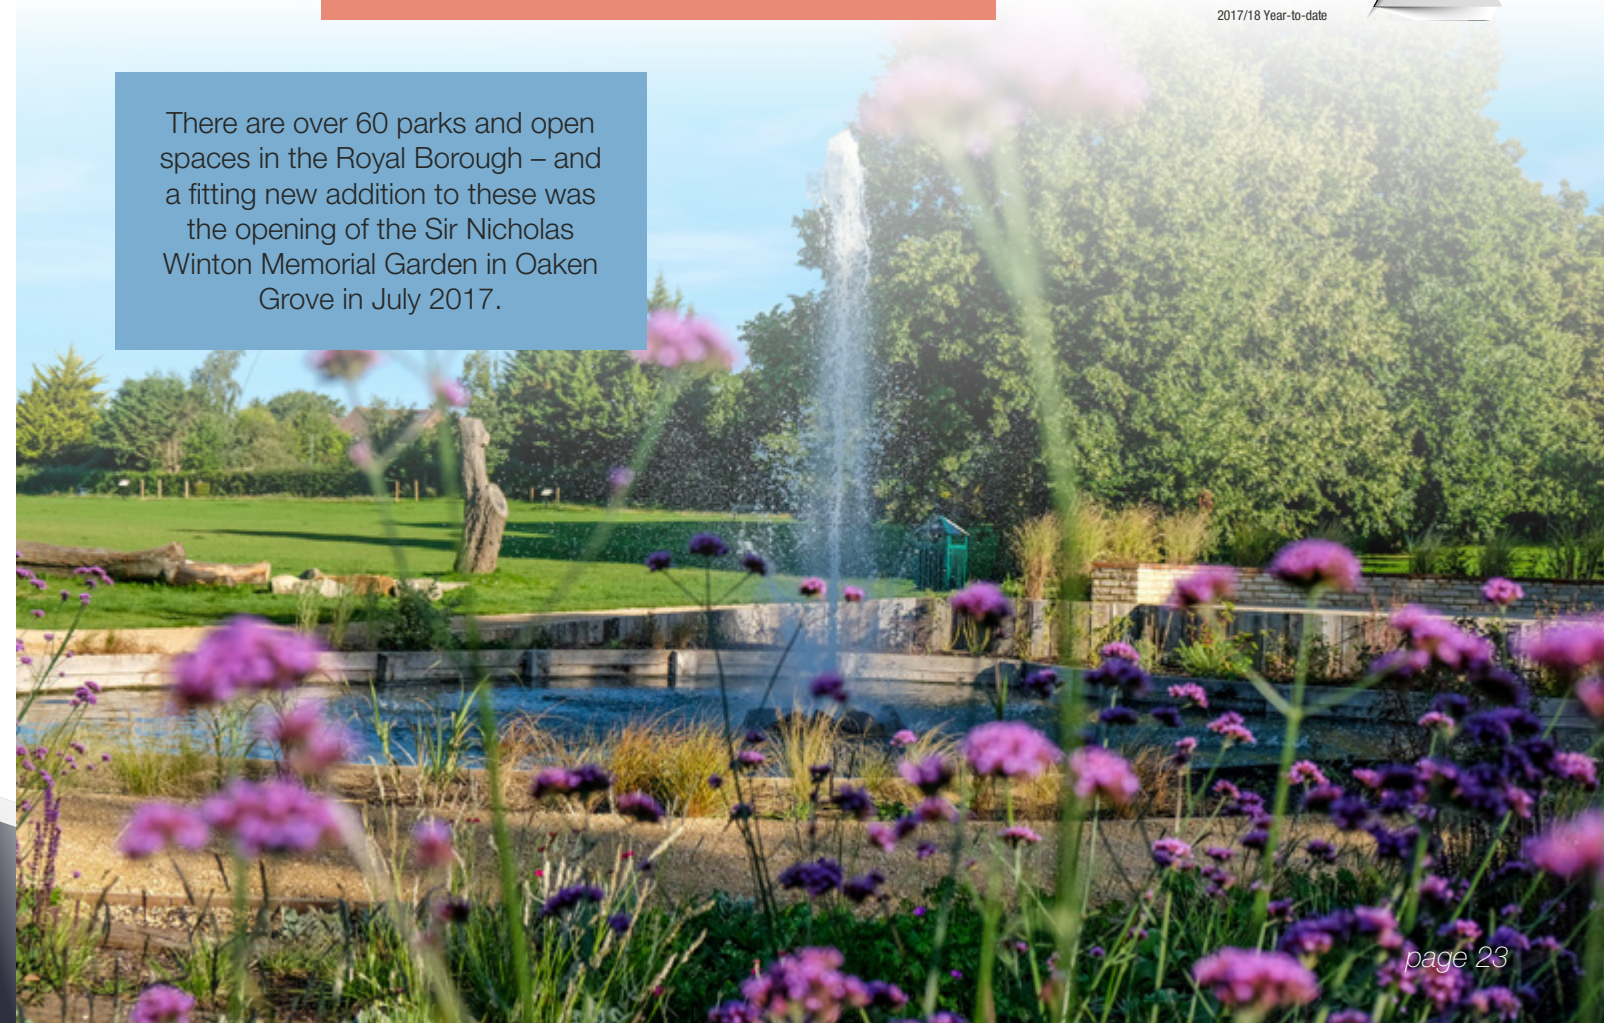 2017/18 Year-to-date
There are over 60 parks and open
spaces in the Royal Borough – and
a fitting new addition to these was
the opening of the Sir Nicholas
Winton Memorial Garden in Oaken
Grove in July 2017.
page 23